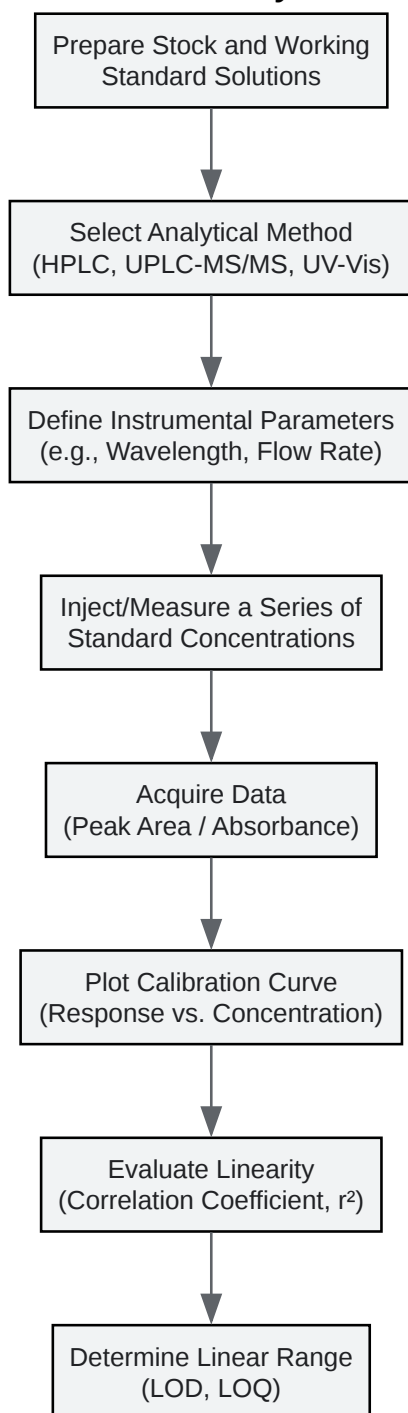 Prepare Stock and Working
Standard Solutions
Select Analytical Method
(HPLC, UPLC-MS/MS, UV-Vis)
Define Instrumental Parameters
(e.g., Wavelength, Flow Rate)
Inject/Measure a Series of
Standard Concentrations
Acquire Data
(Peak Area / Absorbance)
Plot Calibration Curve
(Response vs. Concentration)
Evaluate Linearity
(Correlation Coefficient, r²)
Determine Linear Range
(LOD, LOQ)